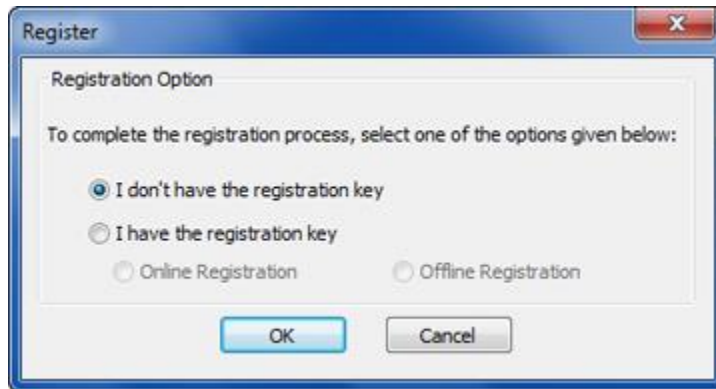 Register
Registration Option
To complete the registration process, select one of the options given below:
I don't have the registration key
I have the registration key
Online Registration Offline Registration
OK Cancel